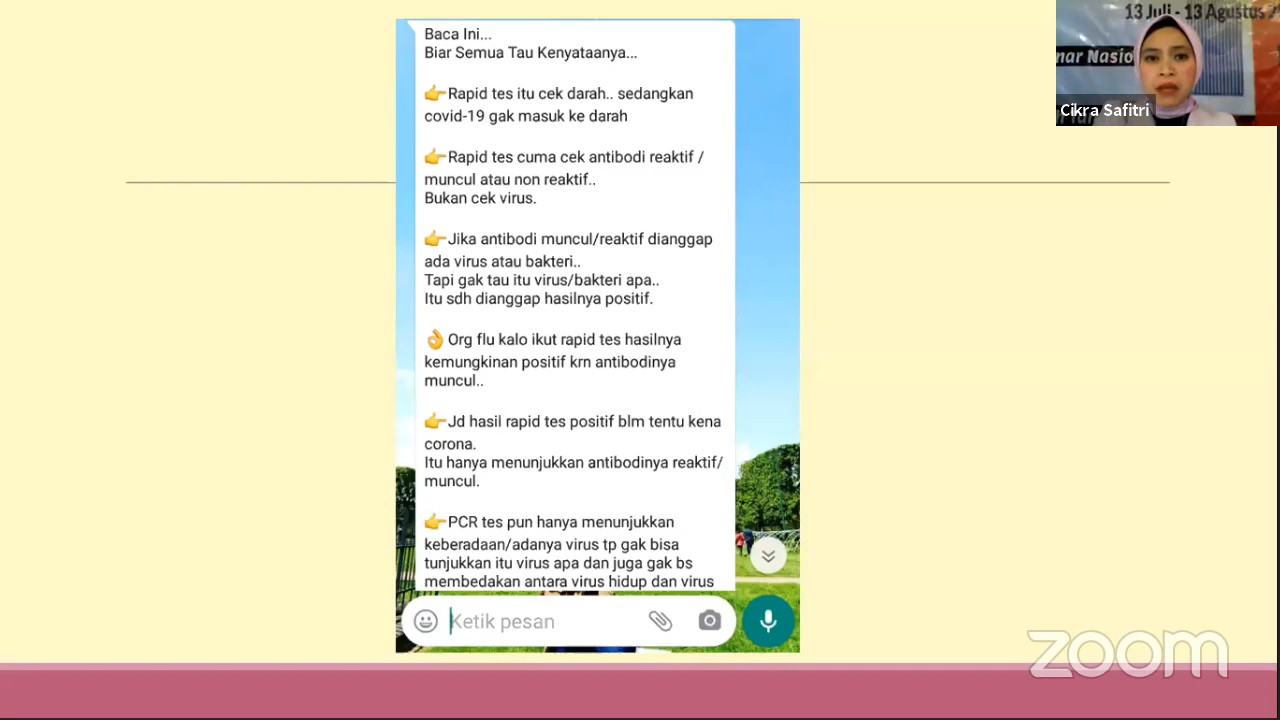 Baca Ini...
Biar Semua Tau Kenyataanya...
👉Rapid tes itu cek darah.. sedangkan
covid-19 gak masuk ke darah
👉Rapid tes cuma cek antibodi reaktif /
muncul atau non reaktif..
Bukan cek virus.
👉Jika antibodi muncul/reaktif dianggap
ada virus atau bakteri..
Tapi gak tau itu virus/bakteri apa..
Itu sdh dianggap hasilnya positif.
👌Org flu kalo ikut rapid tes hasilnya
kemungkinan positif krn antibodinya
muncul..
👉Jd hasil rapid tes positif blm tentu kena
corona.
Itu hanya menunjukkan antibodinya reaktif/
muncul.
👉PCR tes pun hanya menunjukkan
keberadaan/adanya virus tp gak bisa
tunjukkan itu virus apa dan juga gak bs
membedakan antara virus hidup dan virus
Ketik pesan
13 Juli - 13 Agustus
Cikra Safitri
zoom